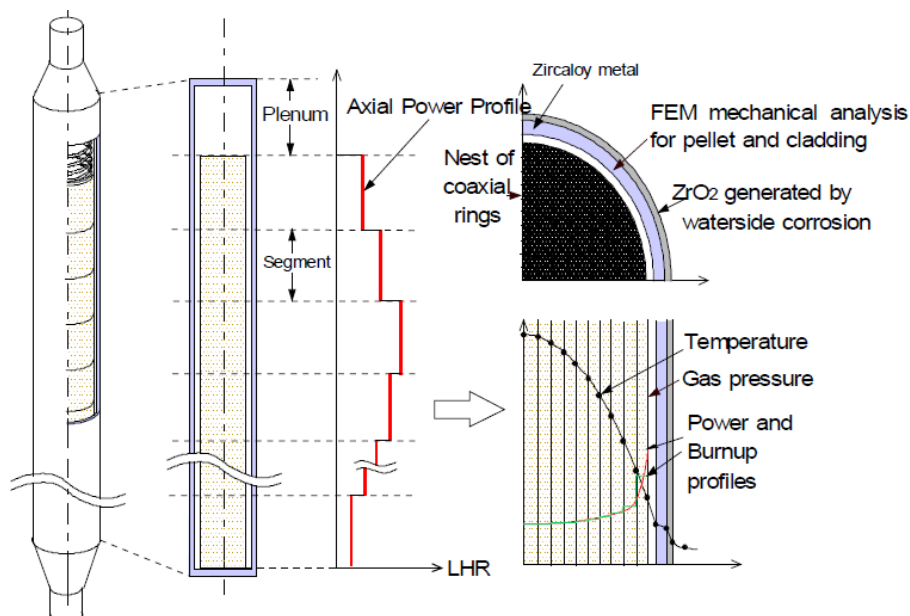 Plenum
Segment
Axial Power Profile
LHR
Zircaloy metal
FEM mechanical analysis
for pellet and cladding
Nest of
coaxial
rings
ZrO2 generated by
waterside corrosion
Temperature
Gas pressure
Power and
Burnup
profiles